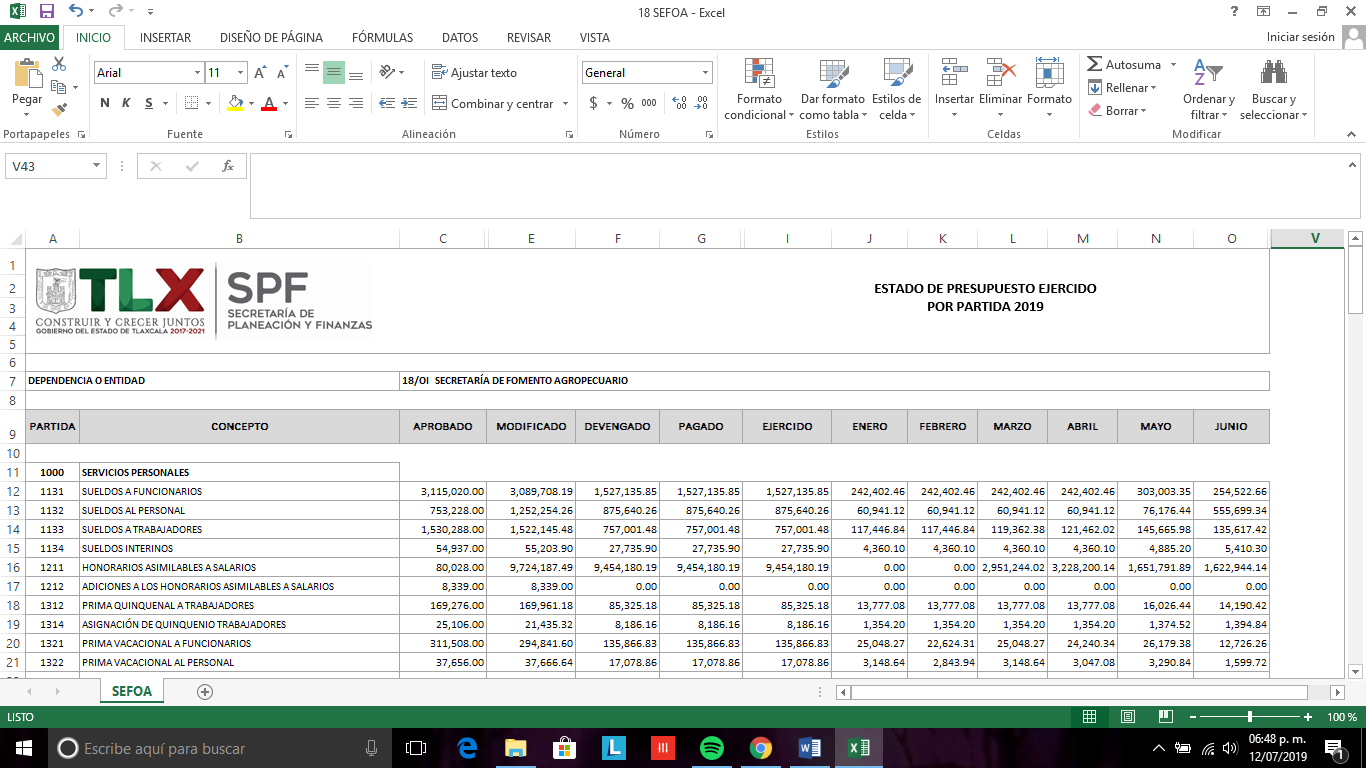 18 SEFOA - Excel
ARCHIVO INICIO INSERTAR DISEÑO DE PÁGINA FÓRMULAS DATOS REVISAR VISTA Iniciar sesión
Pegar
Arial 11
N K S
Ajustar texto
Combinar y centrar
General
$ % 000
Formato condicional
Dar formato como tabla
Estilos de celda
Insertar Eliminar Formato
Autosuma
Rellenar
Borrar
Ordenar y filtrar
Buscar y seleccionar
Portapapeles Fuente Alineación Número Estilos Celdas Modificar
V43 fx
A B C E F G I J K L M N O V
1
2 ESTADO DE PRESUPUESTO EJERCIDO
3 POR PARTIDA 2019
4
5
TLX
CONSTRUIR Y CRECER JUNTOS
GOBIERNO DEL ESTADO DE TLAXCALA 2017-2021
SPF
SECRETARÍA DE
PLANEACIÓN Y FINANZAS
6
7 DEPENDENCIA O ENTIDAD 18/OI SECRETARÍA DE FOMENTO AGROPECUARIO
8
9 PARTIDA CONCEPTO APROBADO MODIFICADO DEVENGADO PAGADO EJERCIDO ENERO FEBRERO MARZO ABRIL MAYO JUNIO
10
11 1000 SERVICIOS PERSONALES
12 1131 SUELDOS A FUNCIONARIOS 3,115,020.00 3,089,708.19 1,527,135.85 1,527,135.85 1,527,135.85 242,402.46 242,402.46 242,402.46 242,402.46 303,003.35 254,522.66
13 1132 SUELDOS AL PERSONAL 753,228.00 1,252,254.26 875,640.26 875,640.26 875,640.26 60,941.12 60,941.12 60,941.12 60,941.12 76,176.44 555,699.34
14 1133 SUELDOS A TRABAJADORES 1,530,288.00 1,522,145.48 757,001.48 757,001.48 757,001.48 117,446.84 117,446.84 119,362.38 121,462.02 145,665.98 135,617.42
15 1134 SUELDOS INTERINOS 54,937.00 55,203.90 27,735.90 27,735.90 27,735.90 4,360.10 4,360.10 4,360.10 4,360.10 4,885.20 5,410.30
16 1211 HONORARIOS ASIMILABLES A SALARIOS 80,028.00 9,724,187.49 9,454,180.19 9,454,180.19 9,454,180.19 0.00 0.00 2,951,244.02 3,228,200.14 1,651,791.89 1,622,944.14
17 1212 ADICIONES A LOS HONORARIOS ASIMILABLES A SALARIOS 8,339.00 8,339.00 0.00 0.00 0.00 0.00 0.00 0.00 0.00 0.00 0.00
18 1312 PRIMA QUINQUENAL A TRABAJADORES 169,276.00 169,961.18 85,325.18 85,325.18 85,325.18 13,777.08 13,777.08 13,777.08 13,777.08 16,026.44 14,190.42
19 1314 ASIGNACIÓN DE QUINQUENIO TRABAJADORES 25,106.00 21,435.32 8,186.16 8,186.16 8,186.16 1,354.20 1,354.20 1,354.20 1,354.20 1,374.52 1,394.84
20 1321 PRIMA VACACIONAL A FUNCIONARIOS 311,508.00 294,841.60 135,866.83 135,866.83 135,866.83 25,048.27 22,624.31 25,048.27 24,240.34 26,179.38 12,726.26
21 1322 PRIMA VACACIONAL AL PERSONAL 37,656.00 37,666.64 17,078.86 17,078.86 17,078.86 3,148.64 2,843.94 3,148.64 3,047.08 3,290.84 1,599.72
SEFOA
LISTO 100 %
Escribe aquí para buscar
06:48 p. m.
12/07/2019
1